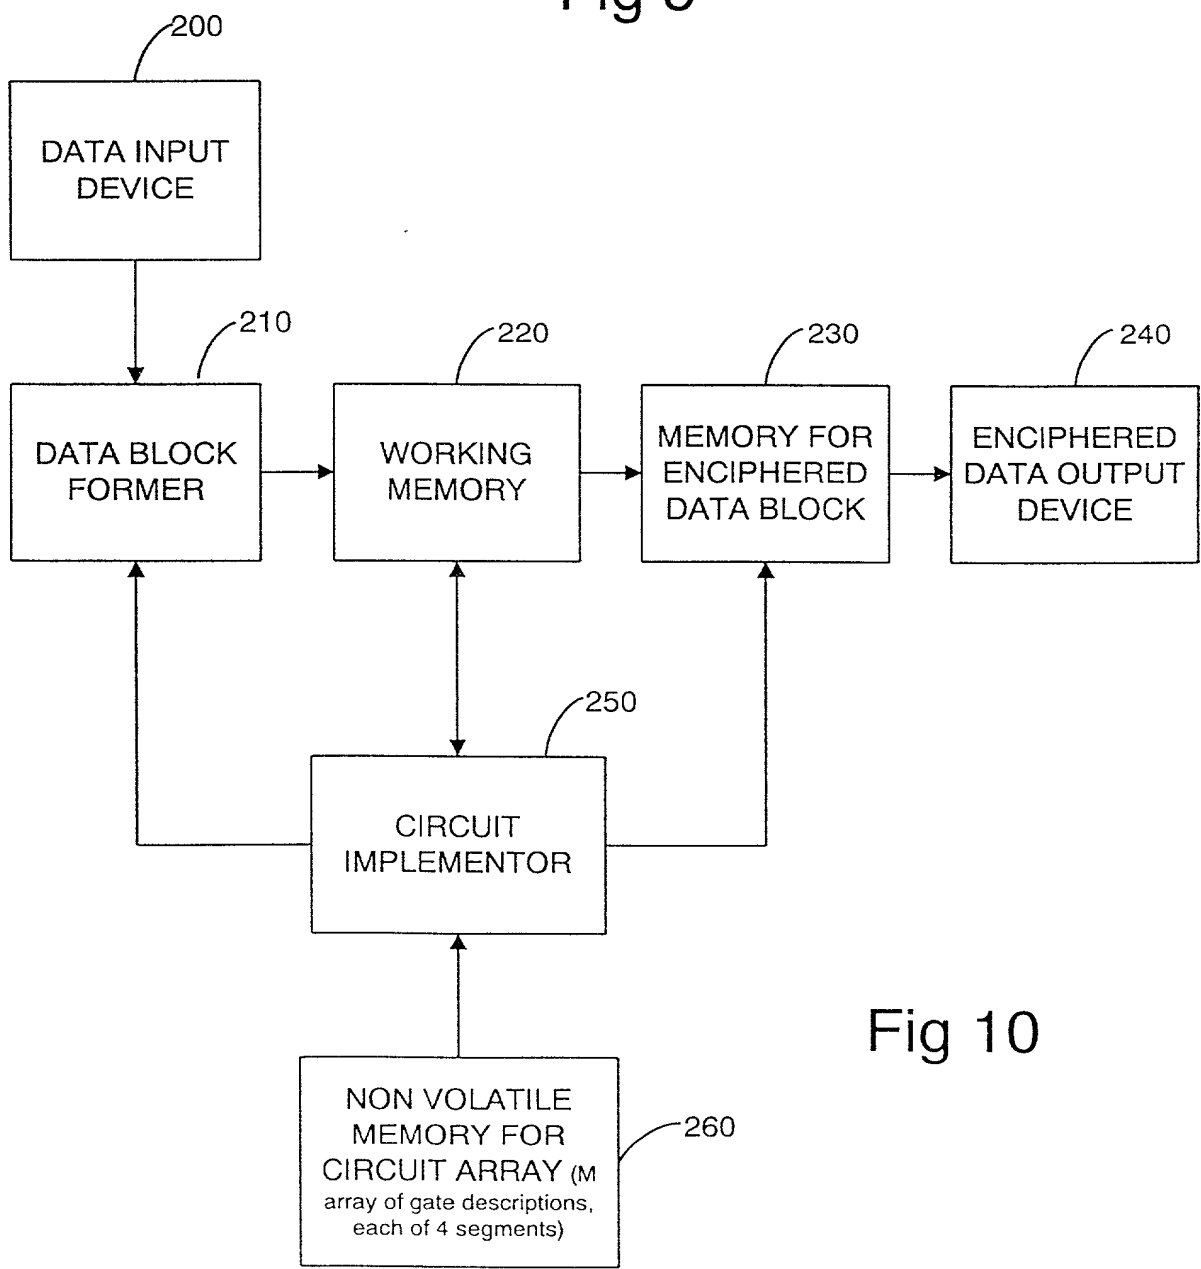 200
DATA INPUT
DEVICE
210
220
230
240
DATA BLOCK
FORMER
WORKING
MEMORY
MEMORY FOR
ENCIPHERED
DATA BLOCK
ENCIPHERED
DATA OUTPUT
DEVICE
250
CIRCUIT
IMPLEMENTOR
Fig 10
NON VOLATILE
MEMORY FOR
CIRCUIT ARRAY (M
array of gate descriptions,
each of 4 segments)
260